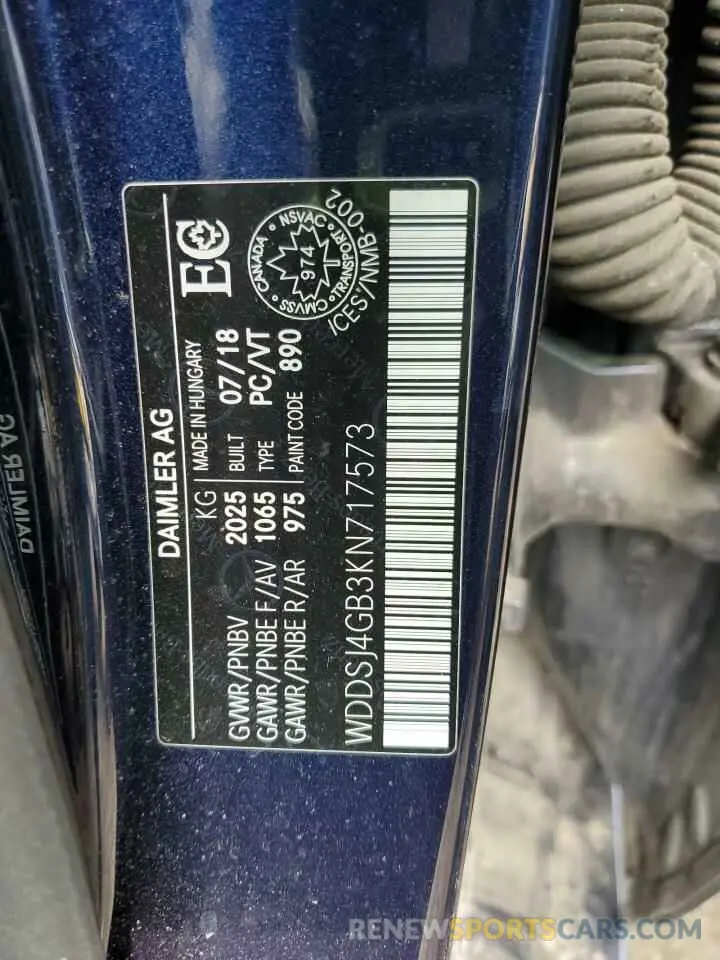 DAIMLER AG
KG MADE IN HUNGARY
GVWR/PNBV 2025 BUILT 07/18
GAWR/PNBE F/AV 1065 TYPE PC/VT
GAWR/PNBE R/AR 975 PAINT CODE 890
EC
CANADA NSVAC
974
CMVSS TRANSPORT
/CES"/NMB-002
WDDSJ4GB3KN717573
DAIMLER AG
RENEWSPORTSCARS.COM